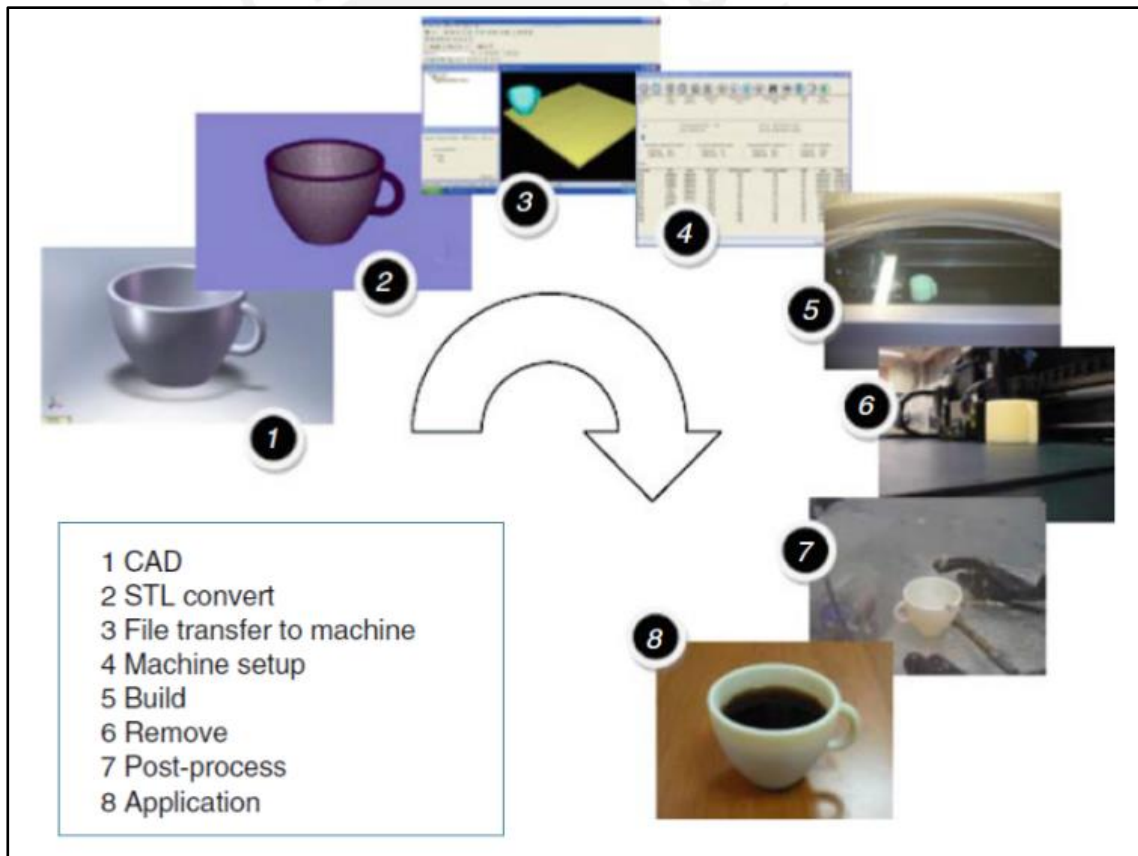 1
2
3
4
5
6
7
8
1 CAD
2 STL convert
3 File transfer to machine
4 Machine setup
5 Build
6 Remove
7 Post-process
8 Application